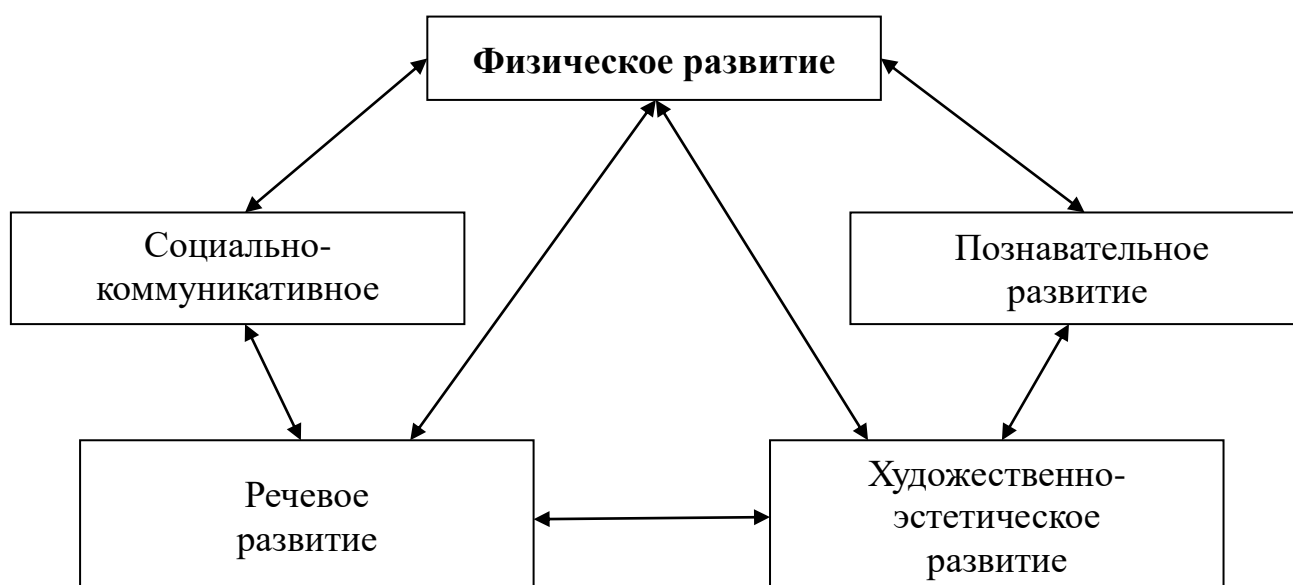 Физическое развитие
Социально-
коммуникативное
Познавательное
развитие
Речевое
развитие
Художественно-
эстетическое
развитие